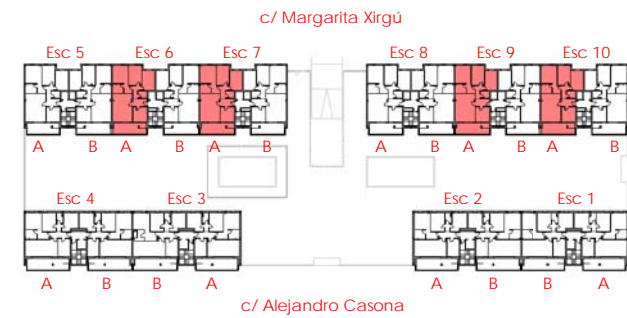 c/ Margarita Xirgú
Esc 5 Esc 6 Esc 7 Esc 8 Esc 9 Esc 10
A B A B A B A B A B A B
Esc 4 Esc 3 Esc 2 Esc 1
A B B A A B B A
c/ Alejandro Casona